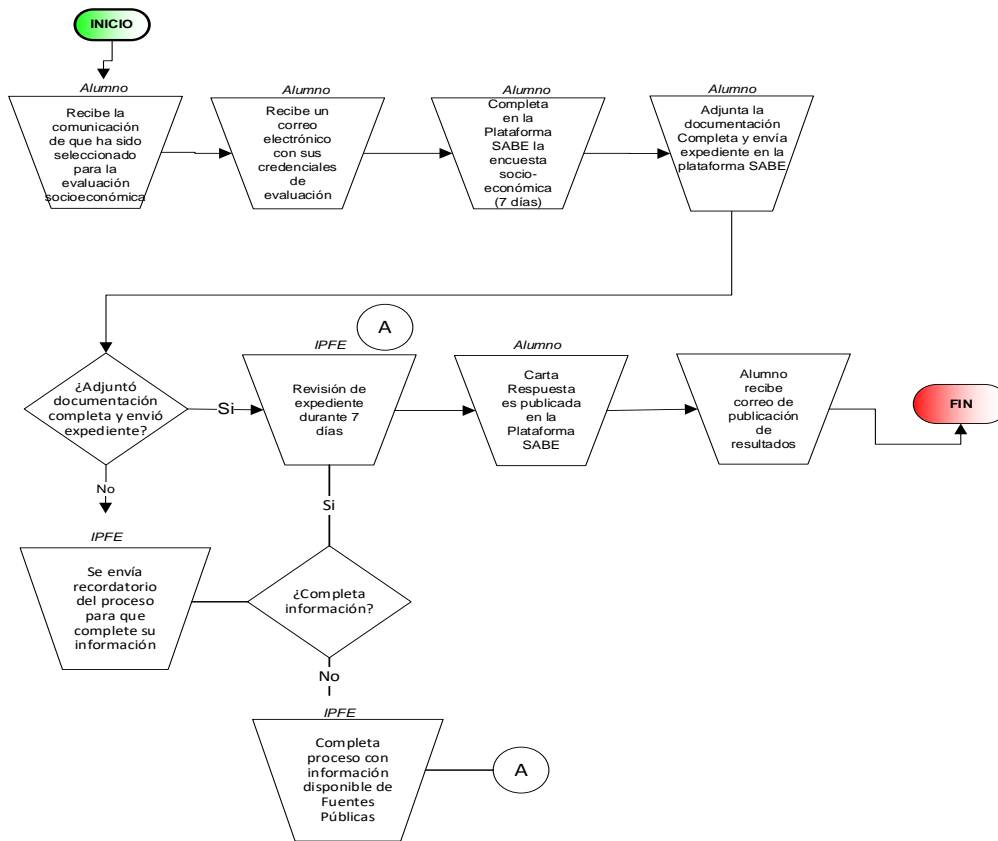 INICIO
Alumno
Recibe la
comunicación
de que ha sido
seleccionado
para la
evaluación
socioeconómica
Alumno
Recibe un
correo
electrónico
con sus
credenciales
de
evaluación
Alumno
Completa
en la
Plataforma
SABE la
encuesta
socio-
económica
(7 días)
Alumno
Adjunta la
documentación
Completa y envía
expediente en la
plataforma SABE
¿Adjuntó
documentación
completa y envió
expediente?
Si
No
A
IPFE
Revisión de
expediente
durante 7
días
Alumno
Carta
Respuesta
es publicada
en la
Plataforma
SABE
Alumno
recibe
correo de
publicación
de
resultados
FIN
IPFE
Se envía
recordatorio
del proceso
para que
complete su
información
Si
¿Completa
información?
No
IPFE
Completa
proceso con
información
disponible de
Fuentes
Públicas
A